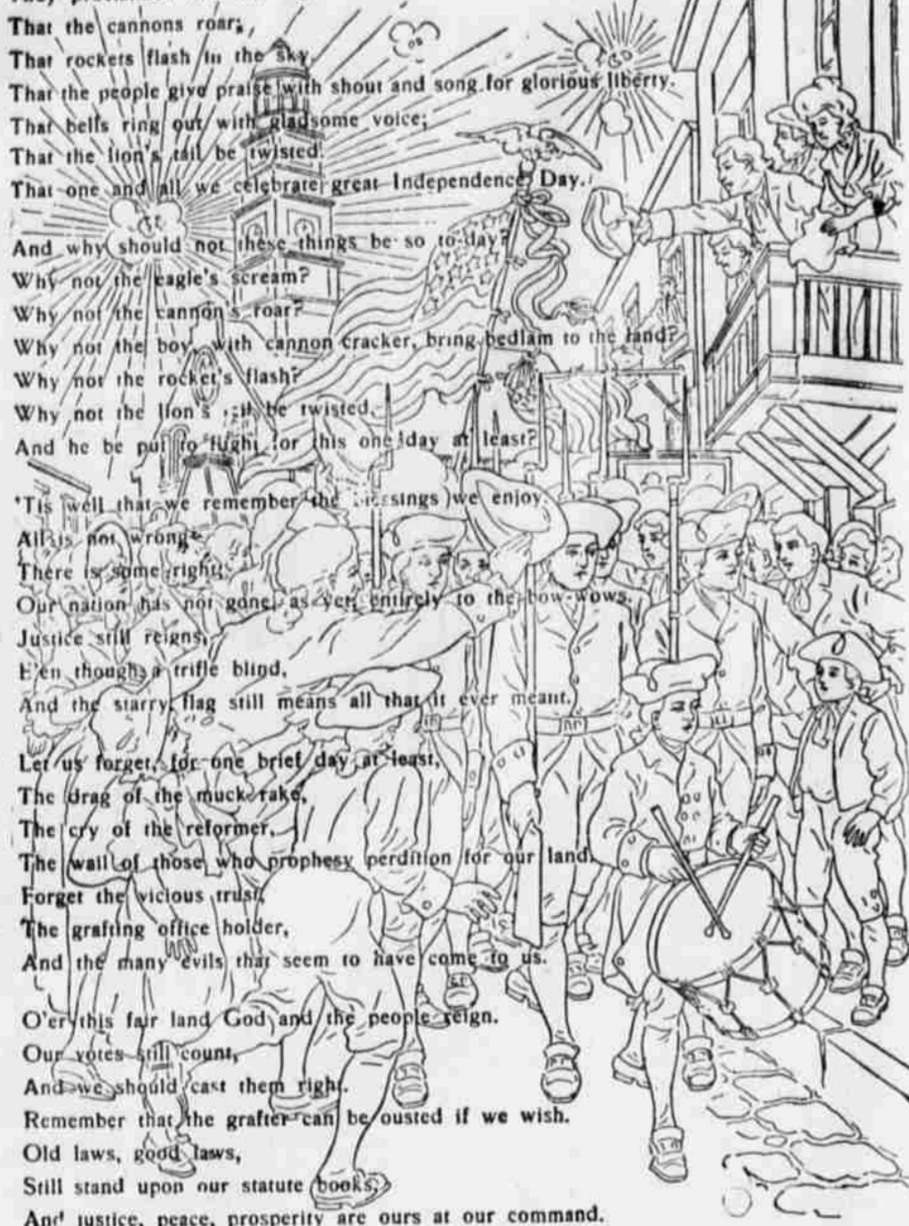 That the cannons roar;
That rockets flash in the sky,
That the people give praise with shout and song for glorious liberty.
That bells ring out with gladsome voice;
That the lion's tail be twisted.
That one and all we celebrate great Independence Day.
And why should not these things be so to-day?
Why not the eagle's scream?
Why not the cannon's roar?
Why not the boy, with cannon cracker, bring bedlam to the land?
Why not the rocket's flash?
Why not the lion's be twisted,
And he be put to flight for this one day at least?
'Tis well that we remember the blessings we enjoy.
All is not wrong,
There is some right;
Our nation has not gone, as yet, entirely to the bow-wows,
Justice still reigns,
E'en though a trifle blind,
And the starry flag still means all that it ever meant.
Let us forget, for one brief day at least,
The drag of the muck rake,
The cry of the reformer,
The wail of those who prophesy perdition for our land.
Forget the vicious trust,
The grafting office holder,
And the many evils that seem to have come to us.
O'er this fair land God and the people reign.
Our votes still count,
And we should cast them right.
Remember that the grafter can be ousted if we wish.
Old laws, good laws,
Still stand upon our statute books,
And justice, peace, prosperity are ours at our command.